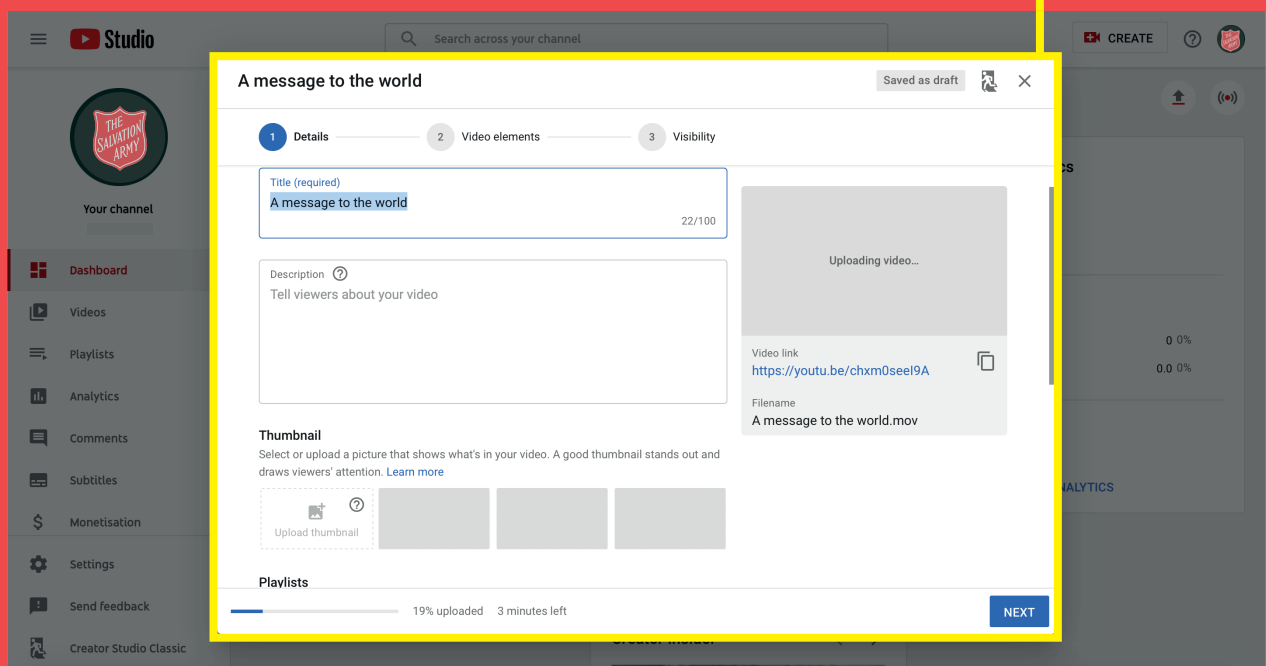 Studio
Search across your channel
CREATE
A message to the world
Saved as draft
1 Details
2 Video elements
3 Visibility
THE
SALVATION
ARMY
Your channel
Dashboard
Videos
Playlists
Analytics
Comments
Subtitles
Monetisation
Settings
Send feedback
Creator Studio Classic
Title (required)
A message to the world
22/100
Description
Tell viewers about your video
Thumbnail
Select or upload a picture that shows what's in your video. A good thumbnail stands out and
draws viewers' attention. Learn more
Upload thumbnail
Playlists
Uploading video...
Video link
https://youtu.be/chxm0seeI9A
Filename
A message to the world.mov
19% uploaded 3 minutes left
NEXT
cs
0 0%
0.0 0%
ALYTICS